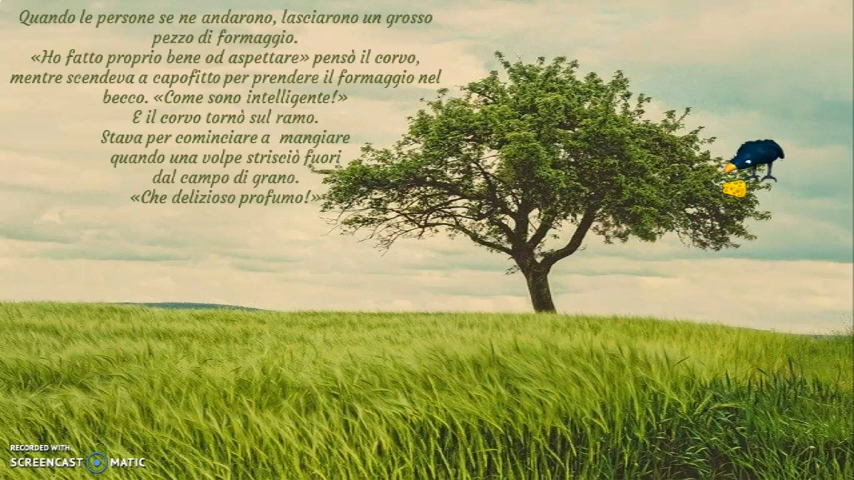 Quando le persone se ne andarono, lasciarono un grosso
pezzo di formaggio.
«Ho fatto proprio bene od aspettare» pensò il corvo,
mentre scendeva a capofitto per prendere il formaggio nel
becco. «Come sono intelligente!»
E il corvo tornò sul ramo.
Stava per cominciare a mangiare
quando una volpe strisciò fuori
dal campo di grano.
«Che delizioso profumo!»
RECORDED WITH
SCREENCAST MATIC